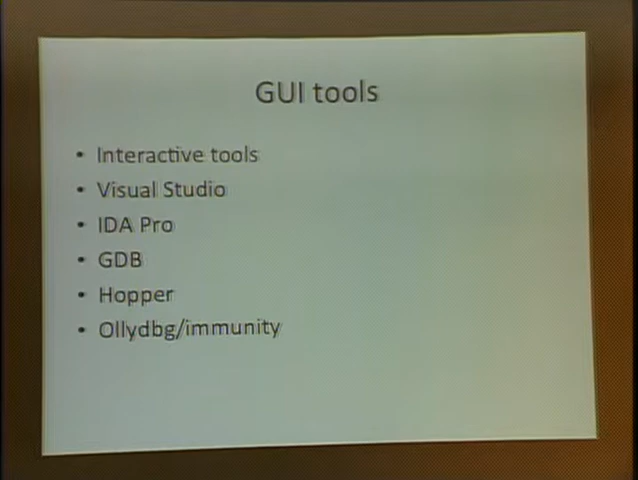 GUI tools
• Interactive tools
• Visual Studio
• IDA Pro
• GDB
• Hopper
• Ollydbg/immunity